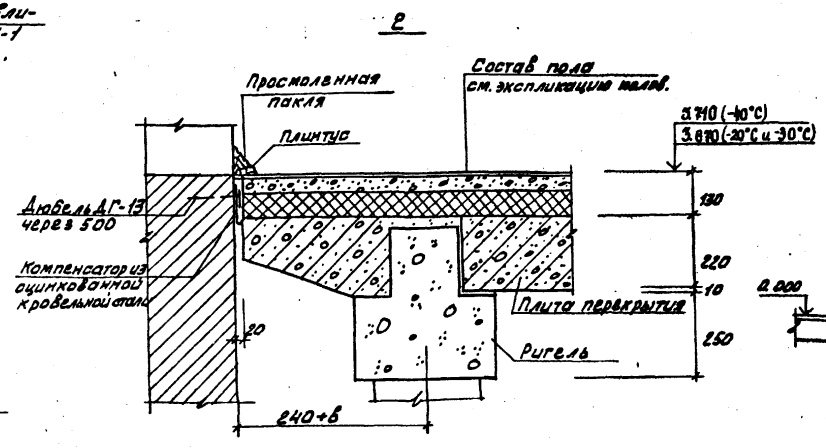 2
Просмоленная
пакля
Плинтус
Состав пола
см. экспликацию полов.
3.710 (-40°С)
3.670 (-20°С и -30°С)
Дюбель ДГ-13
через 500
Компенсатор из
оцинкованной
кровельной стали
130
220
10
250
0.000
Плита перекрытия
Ригель
20
240+в